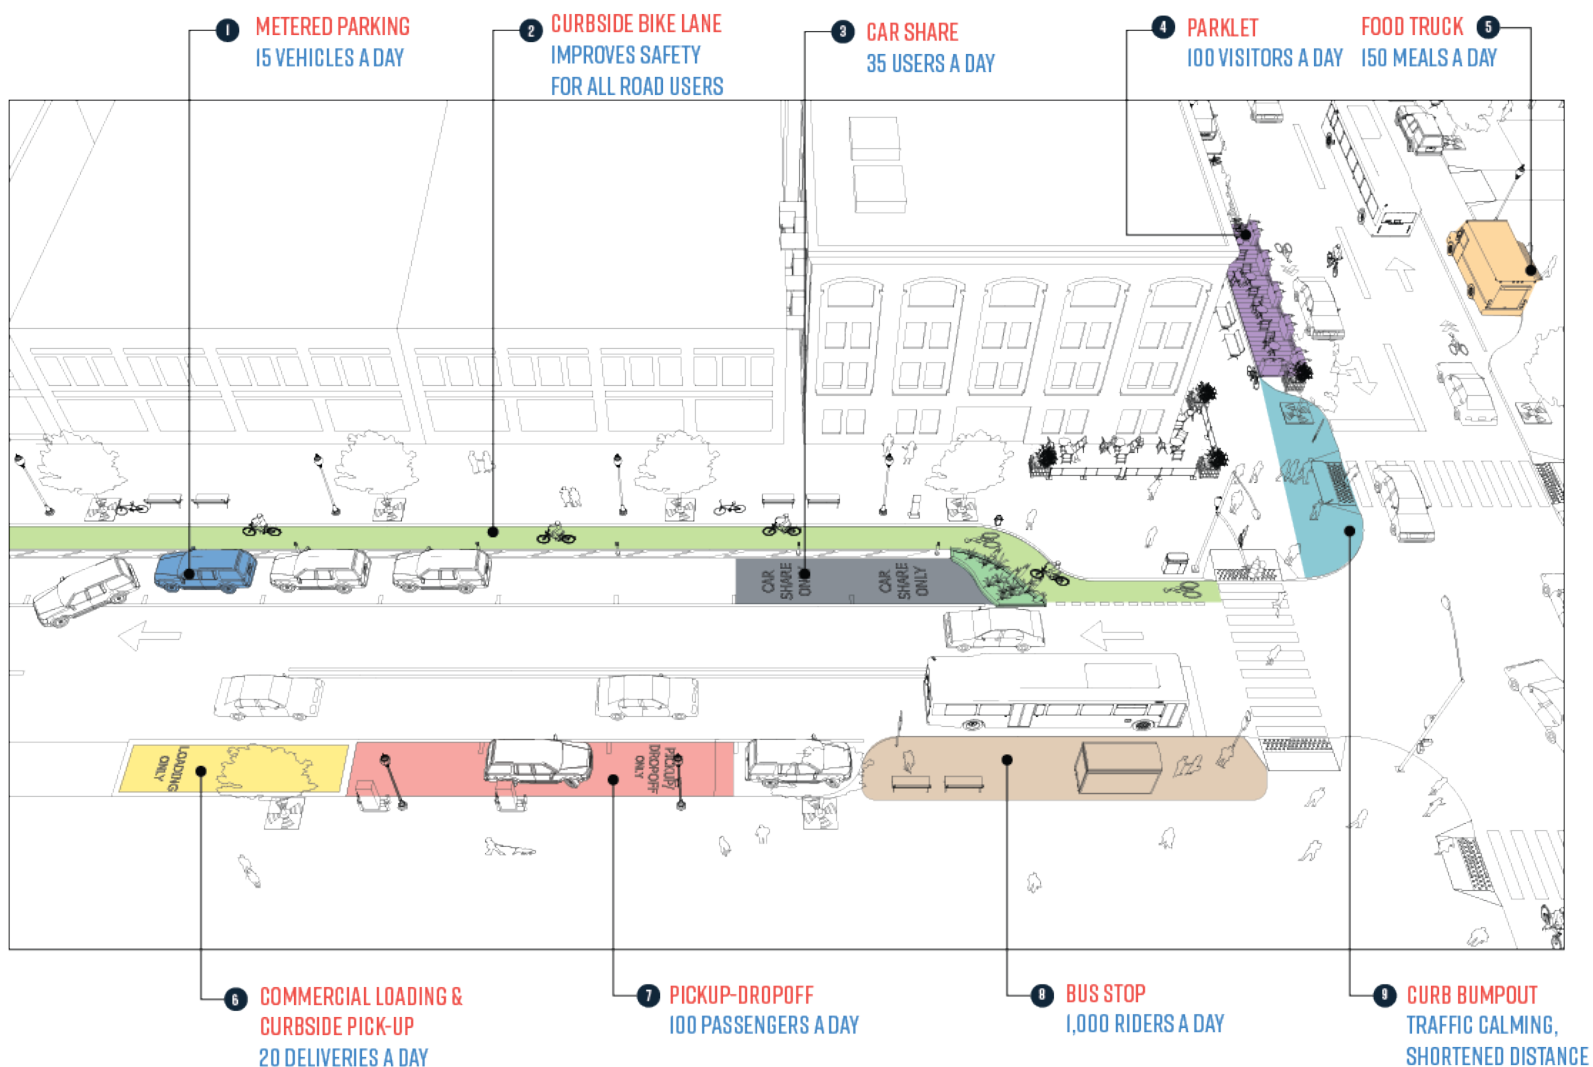 1
METERED PARKING
15 VEHICLES A DAY
2
CURBSIDE BIKE LANE
IMPROVES SAFETY
FOR ALL ROAD USERS
3
CAR SHARE
35 USERS A DAY
4
PARKLET
100 VISITORS A DAY
FOOD TRUCK
5
150 MEALS A DAY
CAR
SHARE
ONLY
CAR
SHARE
ONLY
LOADING
ONLY
PICKUP/
DROPOFF
ONLY
6
COMMERCIAL LOADING &
CURBSIDE PICK-UP
20 DELIVERIES A DAY
7
PICKUP-DROPOFF
100 PASSENGERS A DAY
8
BUS STOP
1,000 RIDERS A DAY
9
CURB BUMPOUT
TRAFFIC CALMING,
SHORTENED DISTANCE